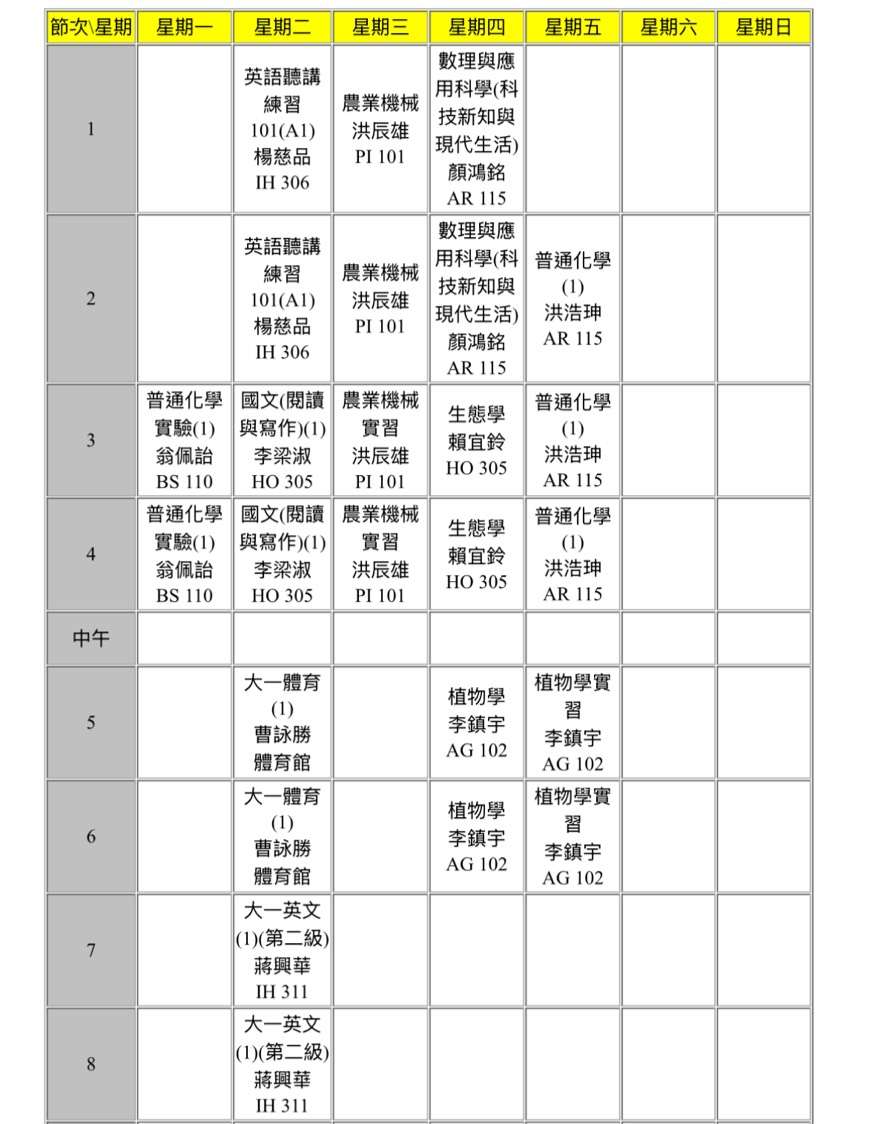 節次\星期 星期一 星期二 星期三 星期四 星期五 星期六 星期日
1
英語聽講
練習
101(A1)
楊慈品
IH 306
農業機械
洪辰雄
PI 101
數理與應
用科學(科
技新知與
現代生活)
顏鴻銘
AR 115
2
英語聽講
練習
101(A1)
楊慈品
IH 306
農業機械
洪辰雄
PI 101
數理與應
用科學(科
技新知與
現代生活)
顏鴻銘
AR 115
普通化學
(1)
洪浩珅
AR 115
3
普通化學
實驗(1)
翁佩詒
BS 110
國文(閱讀
與寫作)(1)
李梁淑
HO 305
農業機械
實習
洪辰雄
PI 101
生態學
賴宜鈴
HO 305
普通化學
(1)
洪浩珅
AR 115
4
普通化學
實驗(1)
翁佩詒
BS 110
國文(閱讀
與寫作)(1)
李梁淑
HO 305
農業機械
實習
洪辰雄
PI 101
生態學
賴宜鈴
HO 305
普通化學
(1)
洪浩珅
AR 115
中午
5
大一體育
(1)
曹詠勝
體育館
植物學
李鎮宇
AG 102
植物學實
習
李鎮宇
AG 102
6
大一體育
(1)
曹詠勝
體育館
植物學
李鎮宇
AG 102
植物學實
習
李鎮宇
AG 102
7
大一英文
(1)(第二級)
蔣興華
IH 311
8
大一英文
(1)(第二級)
蔣興華
IH 311